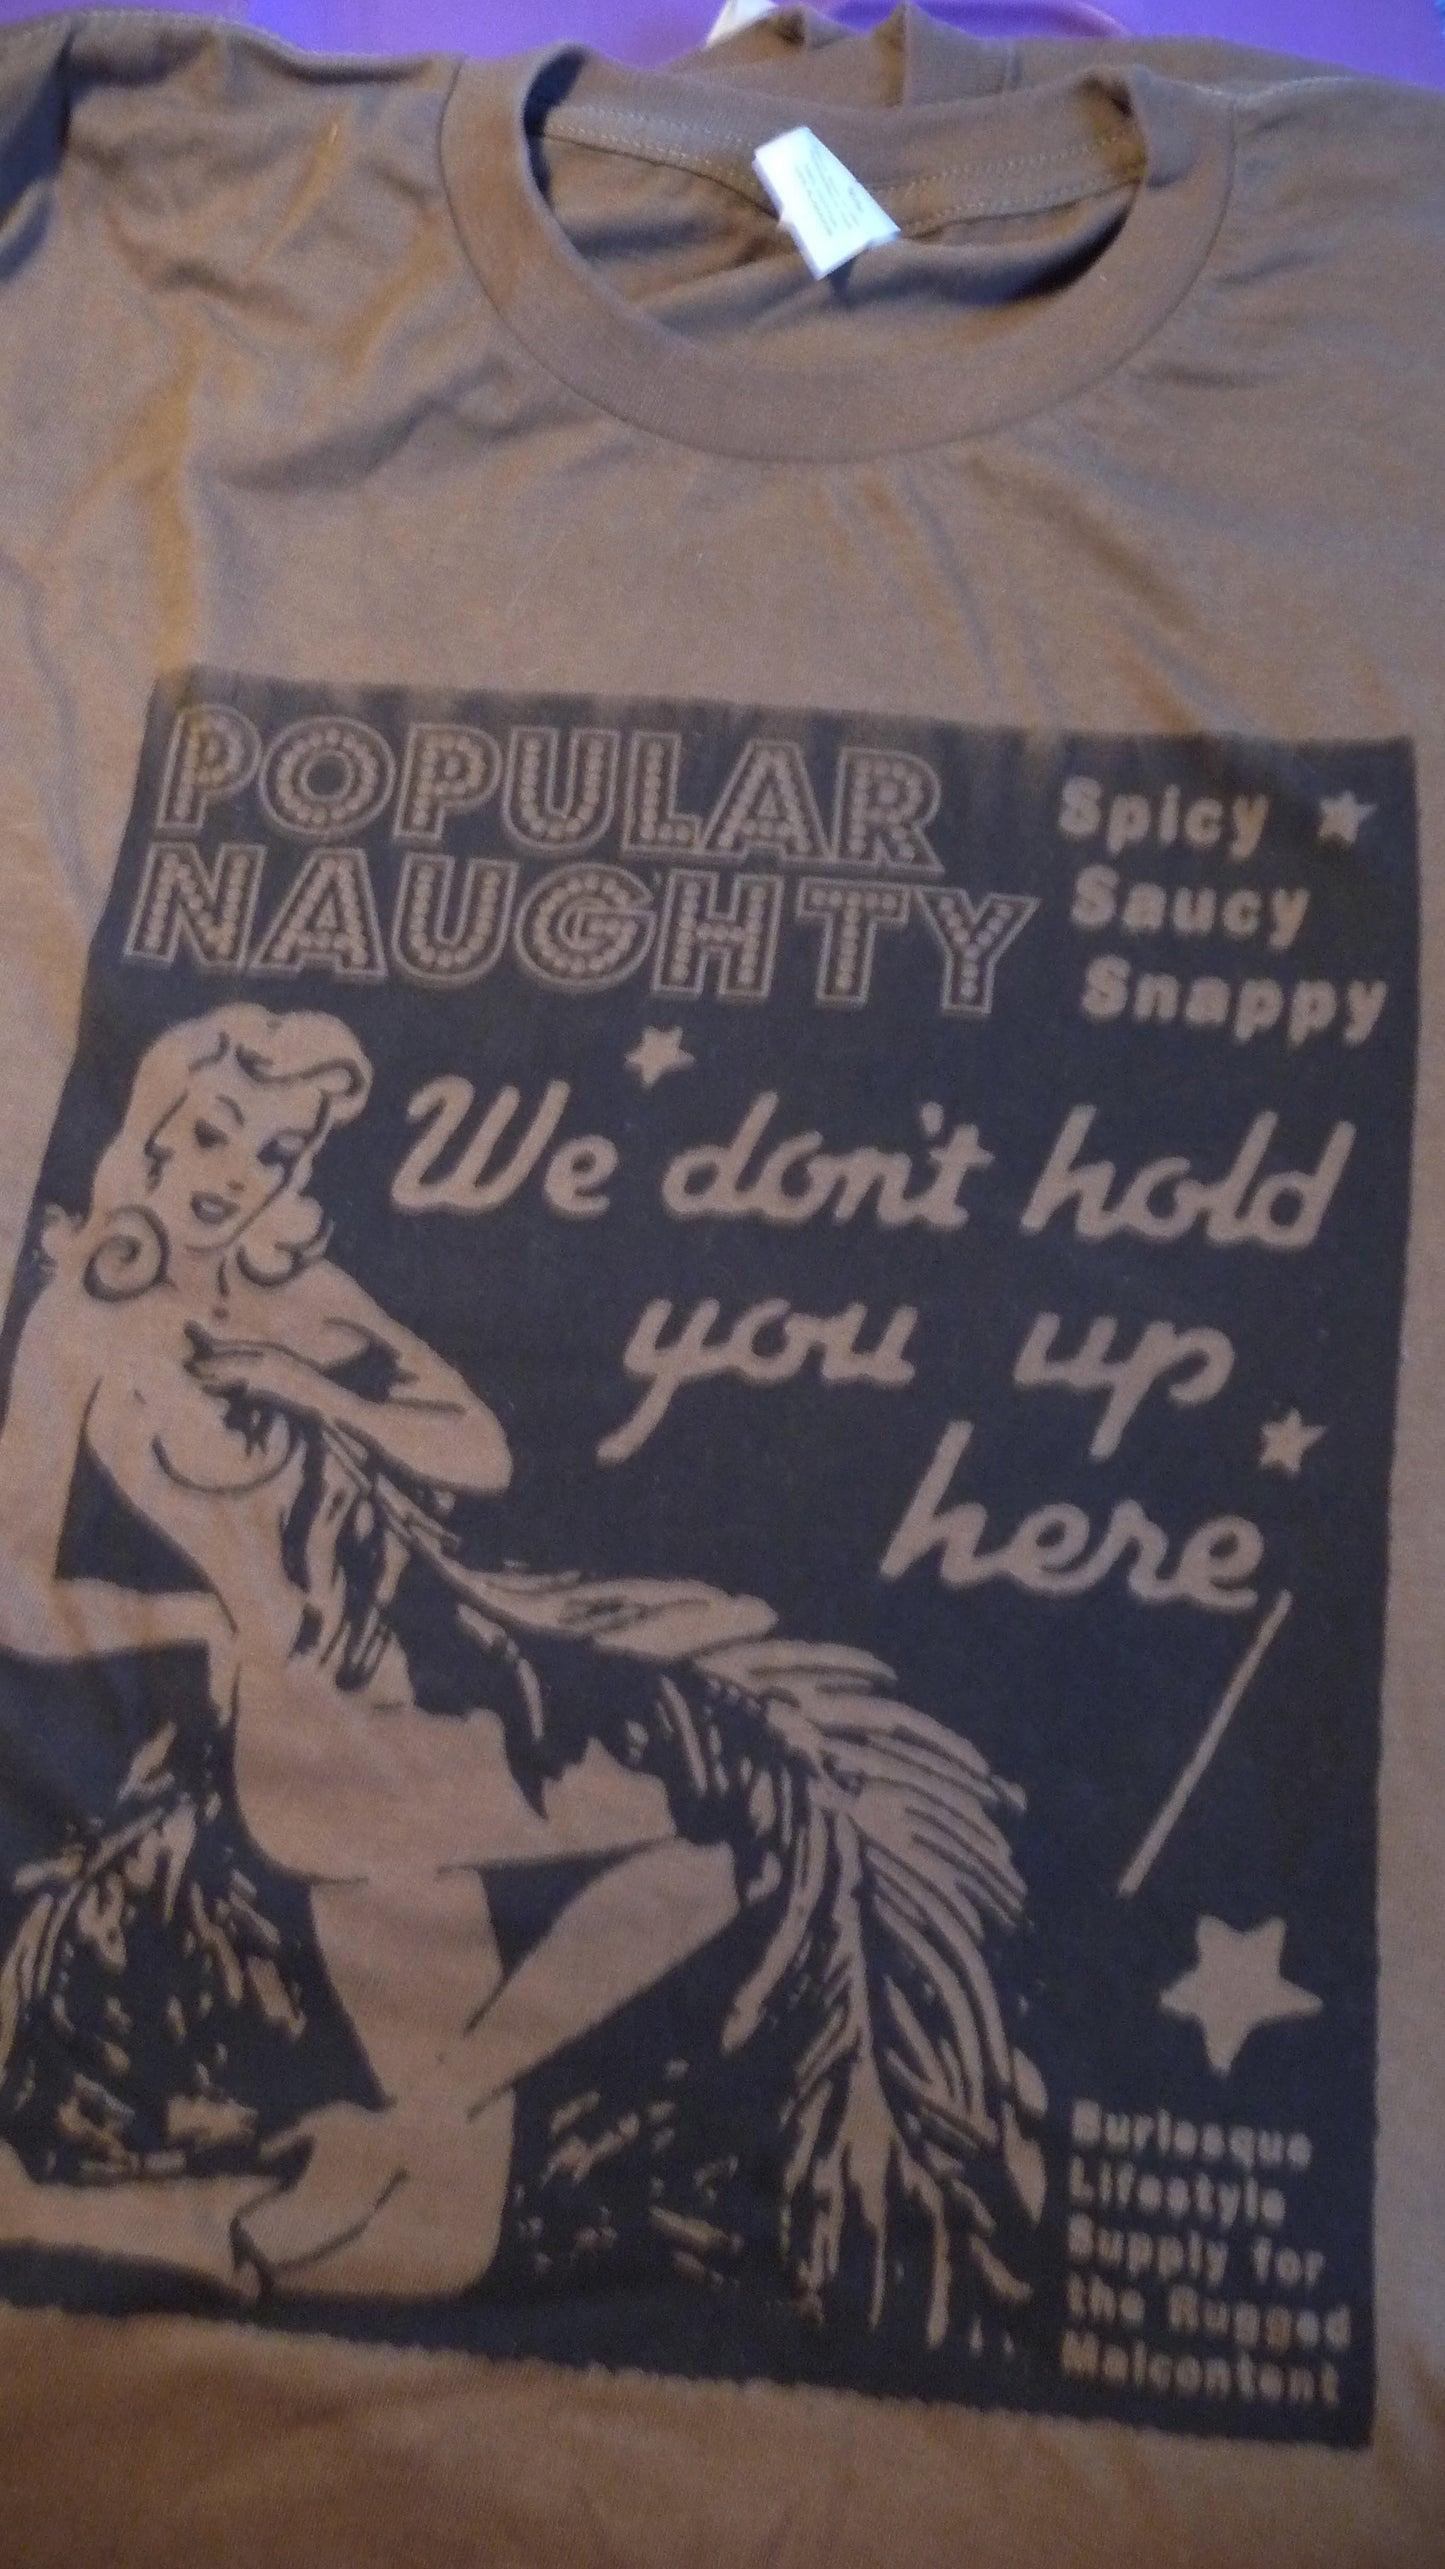 POPULAR
NAUGHTY
Spicy
Saucy
Snappy
We don't hold
you up
here
Burlesque
Lifestyle
Supply for
the Rugged
Malcontent